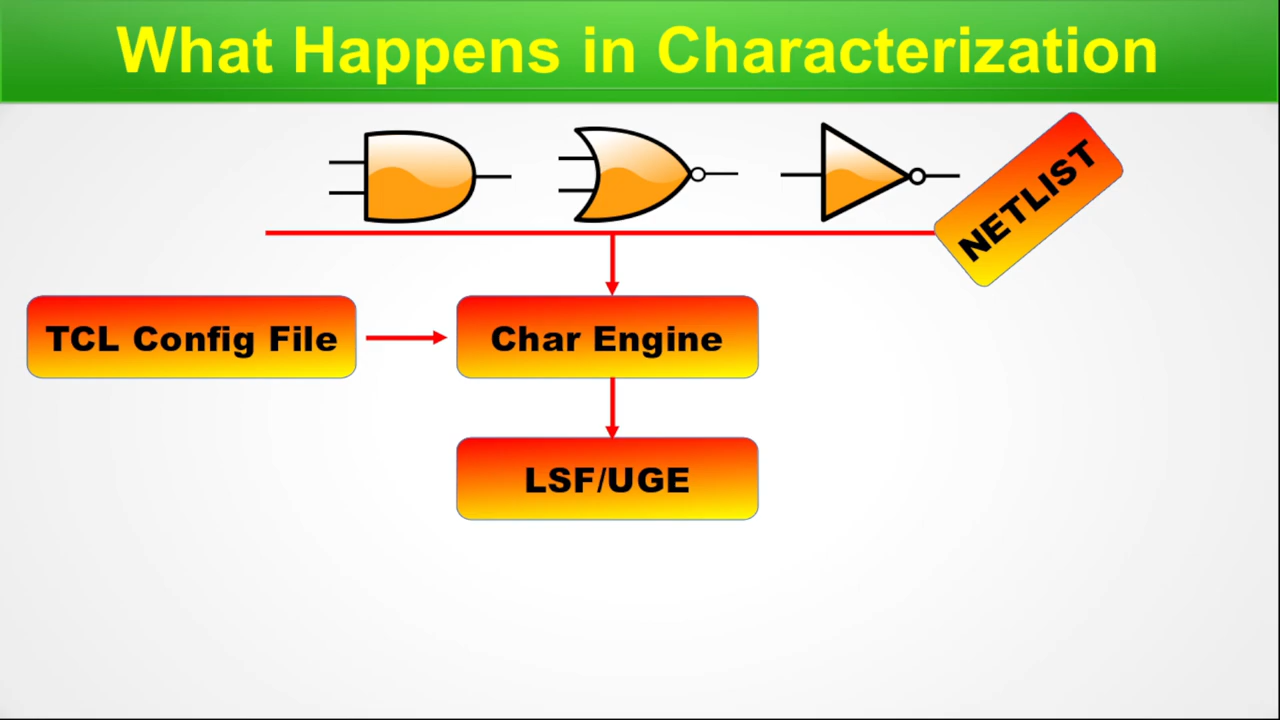 What Happens in Characterization
NETLIST
TCL Config File
Char Engine
LSF/UGE